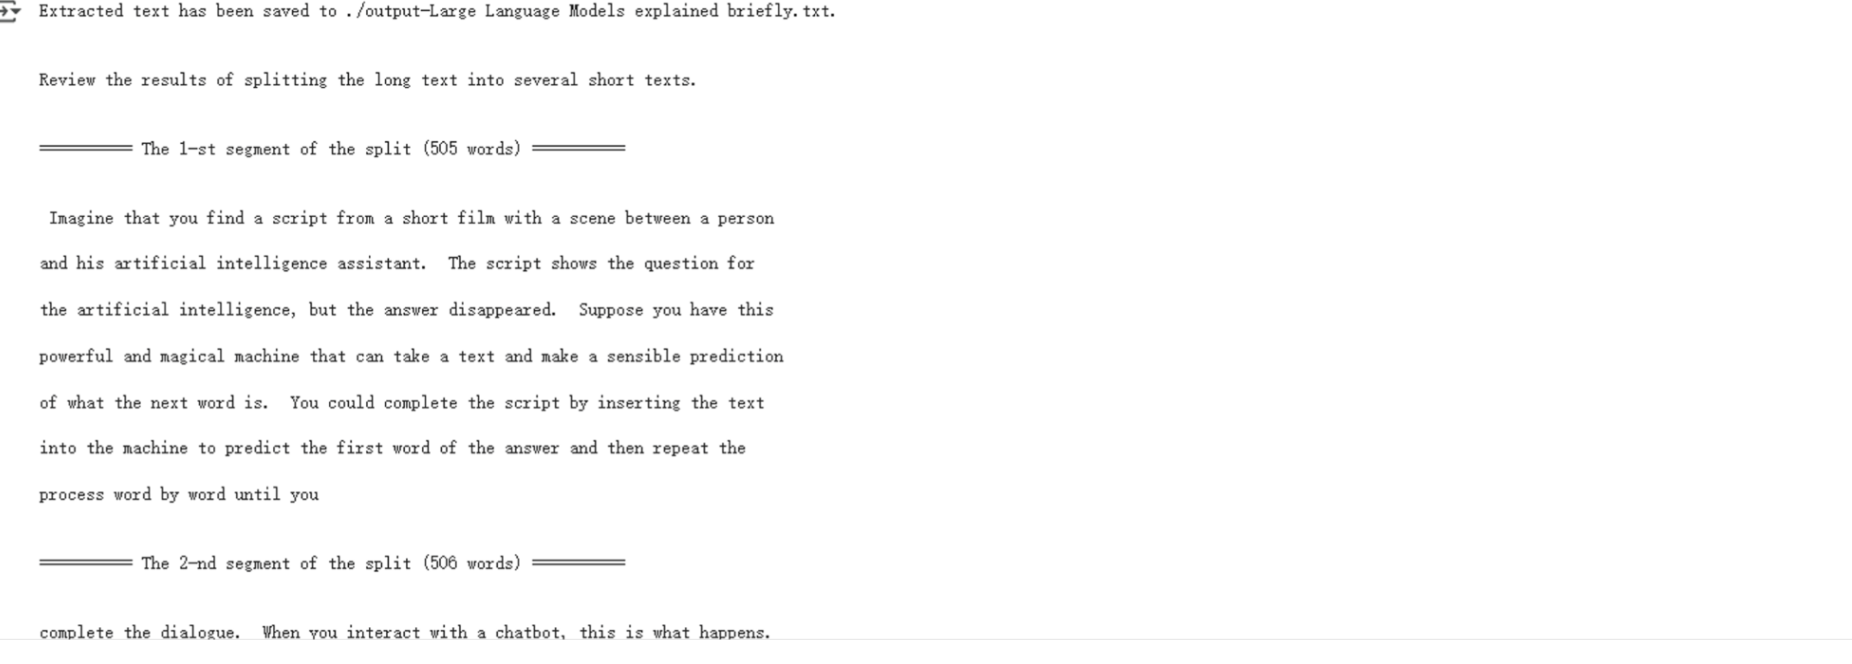 Extracted text has been saved to ./output-Large Language Models explained briefly.txt.
Review the results of splitting the long text into several short texts.
========== The 1-st segment of the split (505 words) ==========
Imagine that you find a script from a short film with a scene between a person
and his artificial intelligence assistant.  The script shows the question for
the artificial intelligence, but the answer disappeared.  Suppose you have this
powerful and magical machine that can take a text and make a sensible prediction
of what the next word is.  You could complete the script by inserting the text
into the machine to predict the first word of the answer and then repeat the
process word by word until you
========== The 2-nd segment of the split (506 words) ==========
complete the dialogue.  When you interact with a chatbot, this is what happens.